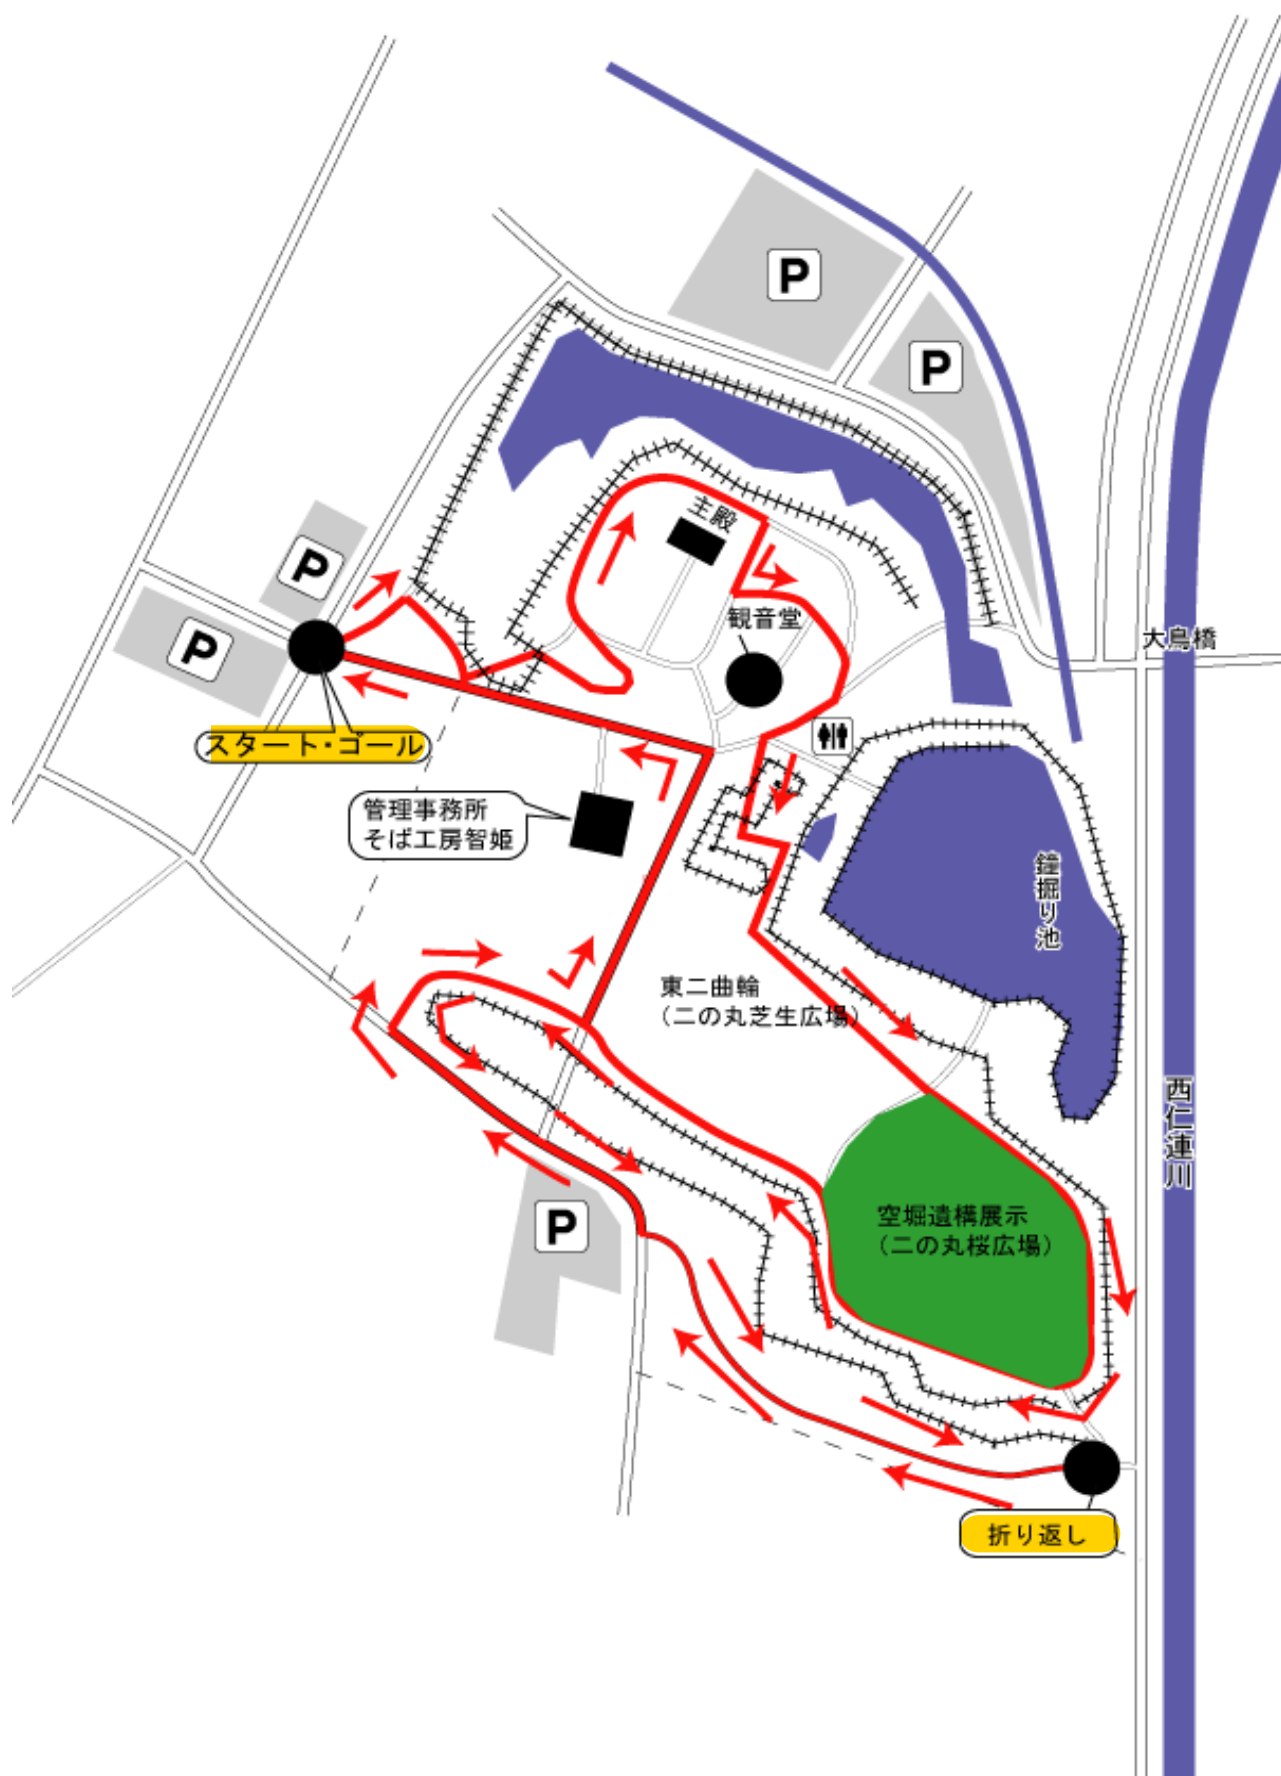 P
P
主殿
P
観音堂
P
大鳥橋
スタート・ゴール
管理事務所
そば工房智姫
鐘掘り池
東二曲輪
(二の丸芝生広場)
西仁連川
空堀遺構展示
(二の丸桜広場)
P
折り返し